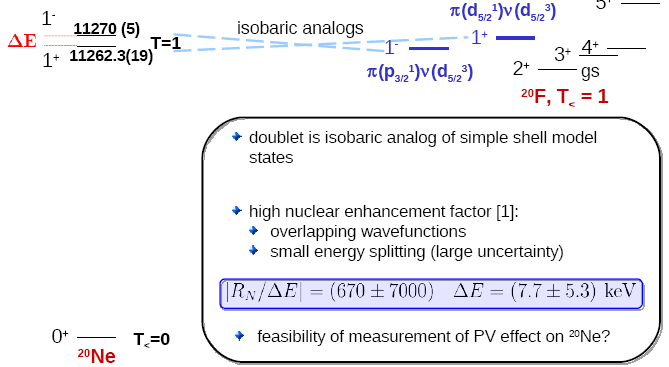 π(d₅/₂¹)ν(d₅/₂³)
1⁻ 11270 (5)
ΔE T=1
1⁺ 11262.3(19)
isobaric analogs
1⁻ 1⁺
π(p₃/₂¹)ν(d₅/₂³)
5⁺
2⁺ 3⁺ 4⁺
gs
²⁰F, T˂ = 1
doublet is isobaric analog of simple shell model
states
high nuclear enhancement factor [1]:
overlapping wavefunctions
small energy splitting (large uncertainty)
|R_N/ΔE| = (670 ± 7000) ΔE = (7.7 ± 5.3) keV
feasibility of measurement of PV effect on ²⁰Ne?
0⁺ T˂=0
²⁰Ne